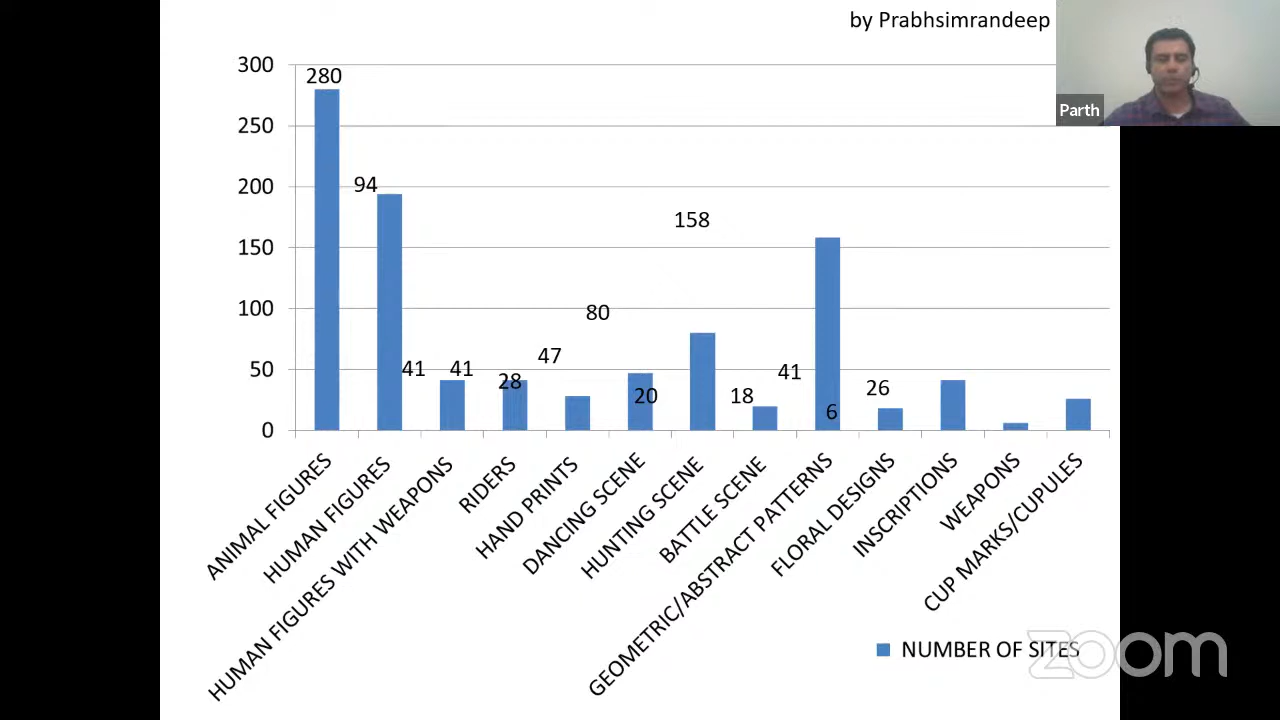 by Prabhsimrandeep
Parth
300
280
250
200
94
158
150
100
80
50
41
41
28
47
20
18
41
6
26
0
ANIMAL FIGURES
HUMAN FIGURES
HUMAN FIGURES WITH WEAPONS
RIDERS
HAND PRINTS
DANCING SCENE
HUNTING SCENE
BATTLE SCENE
GEOMETRIC/ABSTRACT PATTERNS
FLORAL DESIGNS
INSCRIPTIONS
WEAPONS
CUP MARKS/CUPULES
NUMBER OF SITES
zoom